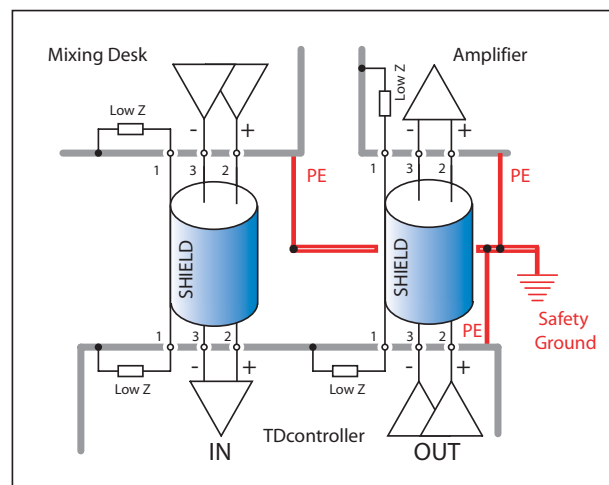 Mixing Desk
Amplifier
Low Z
Low Z
- +
- +
PE
PE
1 3 2
1 3 2
SHIELD
SHIELD
Safety
Ground
PE
1 3 2
1 3 2
Low Z
- +
Low Z
- +
TDcontroller
IN
OUT